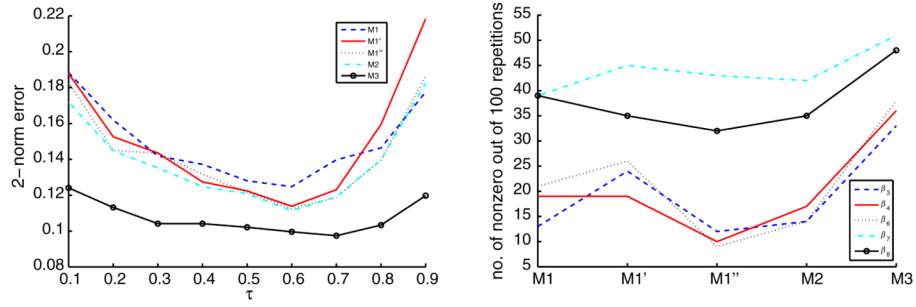 0.22
0.2
0.18
0.16
0.14
0.12
0.1
0.08
2−norm error
0.1 0.2 0.3 0.4 0.5 0.6 0.7 0.8 0.9
τ
M1
M1'
M1''
M2
M3
55
50
45
40
35
30
25
20
15
10
5
no. of nonzero out of 100 repetitions
M1 M1' M1'' M2 M3
β3
β4
β6
β7
β8